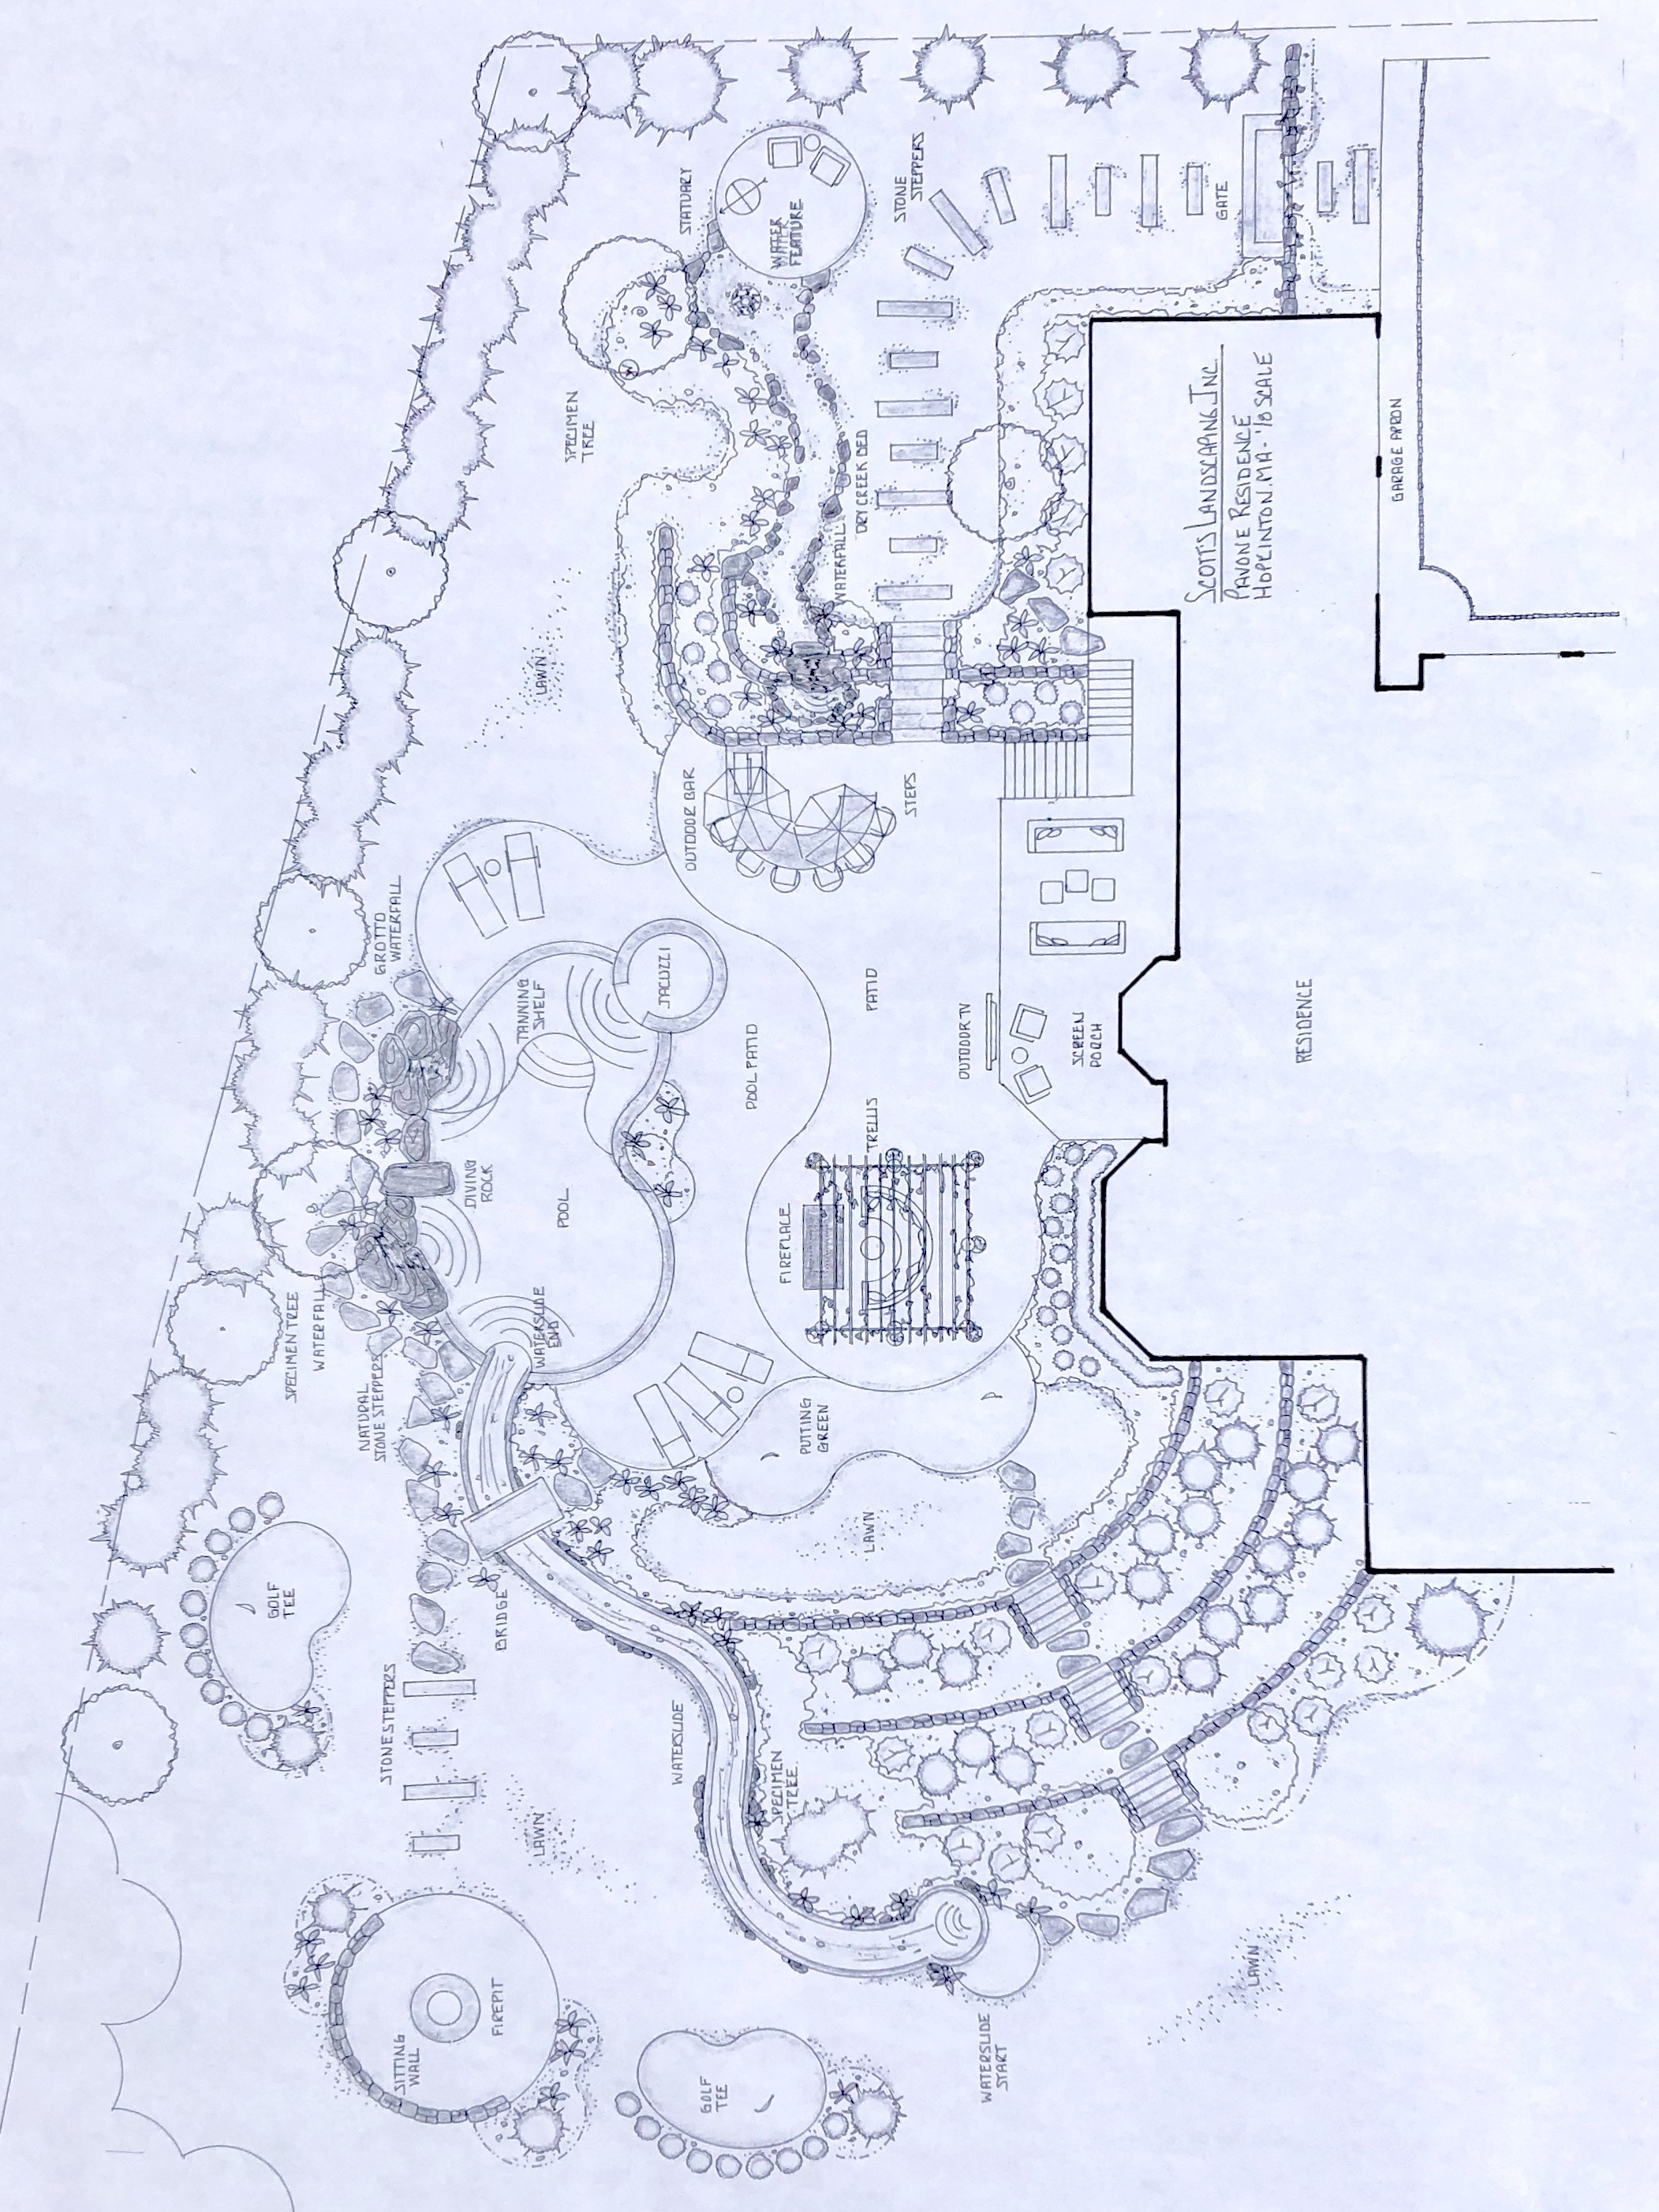 SCOTTS LANDSCAPING INC.
PAVONE RESIDENCE
HOPKINTON. MA - 1/8 SCALE
GARAGE APRON
RESIDENCE
GATE
STONE
STEPPERS
STATUARY
WATER
FEATURE
SPECIMEN
TREE
DRY CREEK BED
WATERFALL
LAWN
OUTDOOR BAR
STEPS
GROTTO
WATERFALL
TANNING
SHELF
JACUZZI
POOL PATIO
PATIO
OUTDOOR TV
SCREEN
PORCH
TRELLIS
FIREPLACE
DIVING
ROCK
POOL
WATERSLIDE
END
SPECIMEN TREE
WATERFALL
NATURAL
STONE STEPPERS
PUTTING
GREEN
LAWN
GOLF
TEE
BRIDGE
STONE STEPPERS
WATERSLIDE
SPECIMEN
TREE
LAWN
SITTING
WALL
FIREPIT
GOLF
TEE
WATERSLIDE
START
LAWN